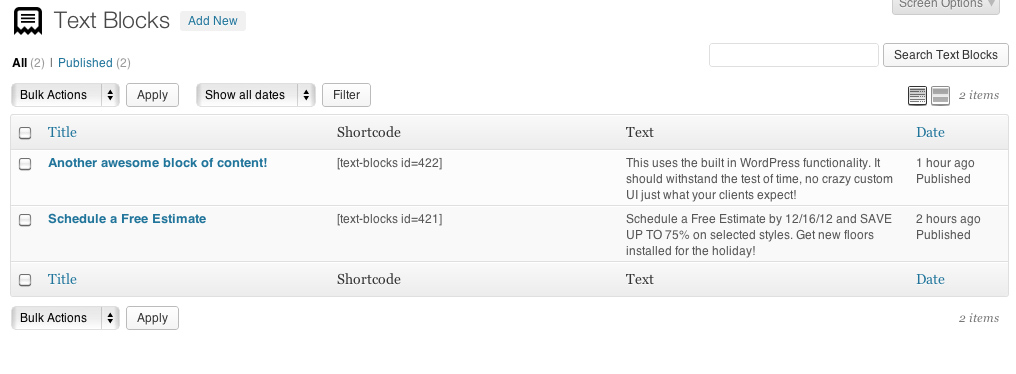 Screen Options
Text Blocks Add New
All (2) | Published (2)
Search Text Blocks
Bulk Actions Apply Show all dates Filter 2 items
Title Shortcode Text Date
Another awesome block of content! [text-blocks id=422] This uses the built in WordPress functionality. It 1 hour ago
should withstand the test of time, no crazy custom Published
UI just what your clients expect!
Schedule a Free Estimate [text-blocks id=421] Schedule a Free Estimate by 12/16/12 and SAVE 2 hours ago
UP TO 75% on selected styles. Get new floors Published
installed for the holiday!
Title Shortcode Text Date
Bulk Actions Apply 2 items